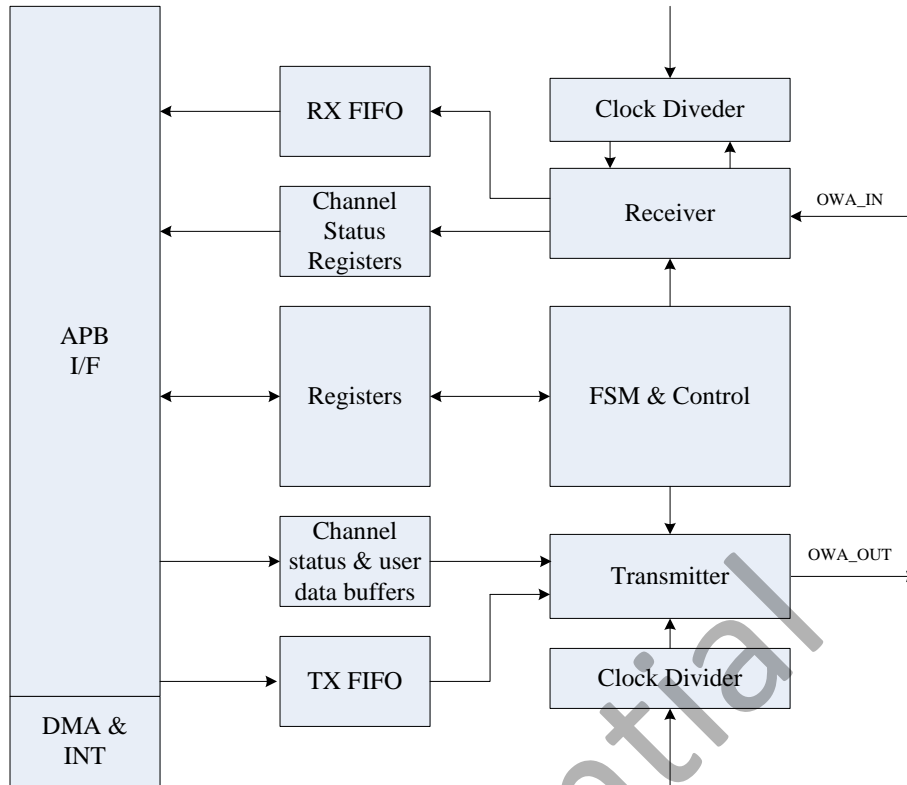 RX FIFO
Clock Diveder
Channel
Status
Registers
Receiver
OWA_IN
APB
I/F
Registers
FSM & Control
Channel
status & user
data buffers
Transmitter
OWA_OUT
TX FIFO
Clock Divider
DMA &
INT
ntial